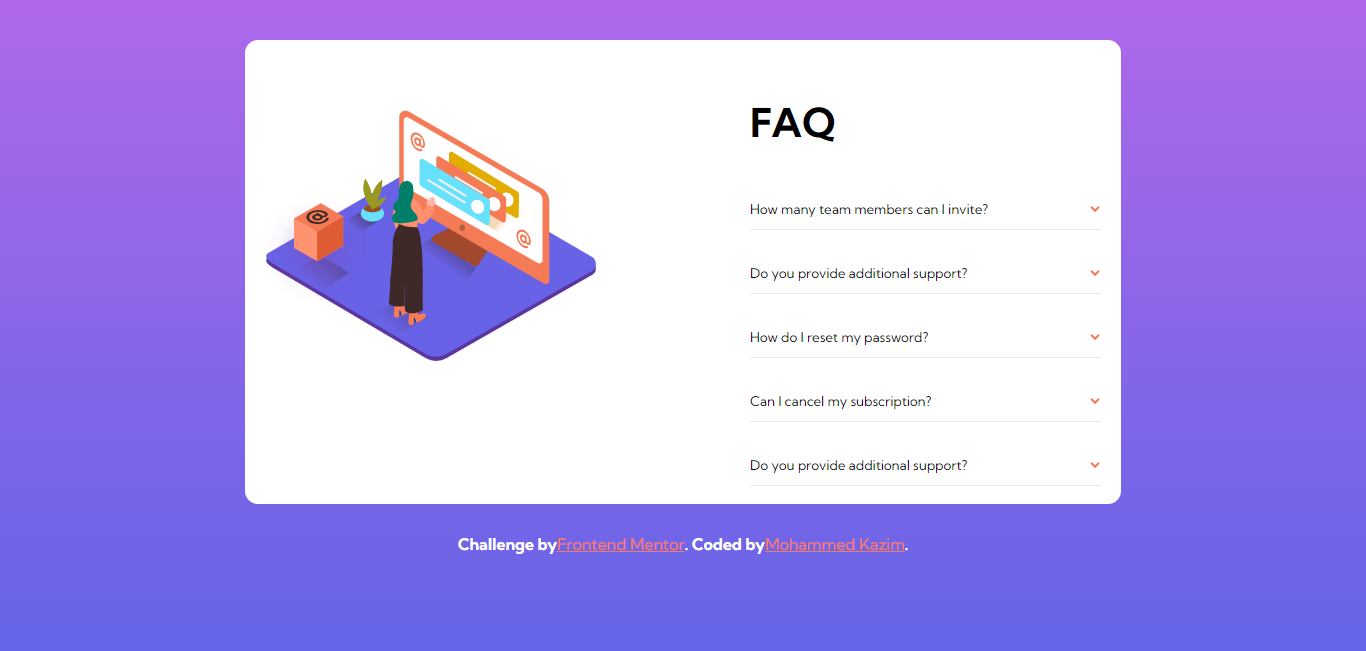 FAQ
How many team members can I invite?
Do you provide additional support?
How do I reset my password?
Can I cancel my subscription?
Do you provide additional support?
@
@
@
Challenge byFrontend Mentor. Coded byMohammed Kazim.